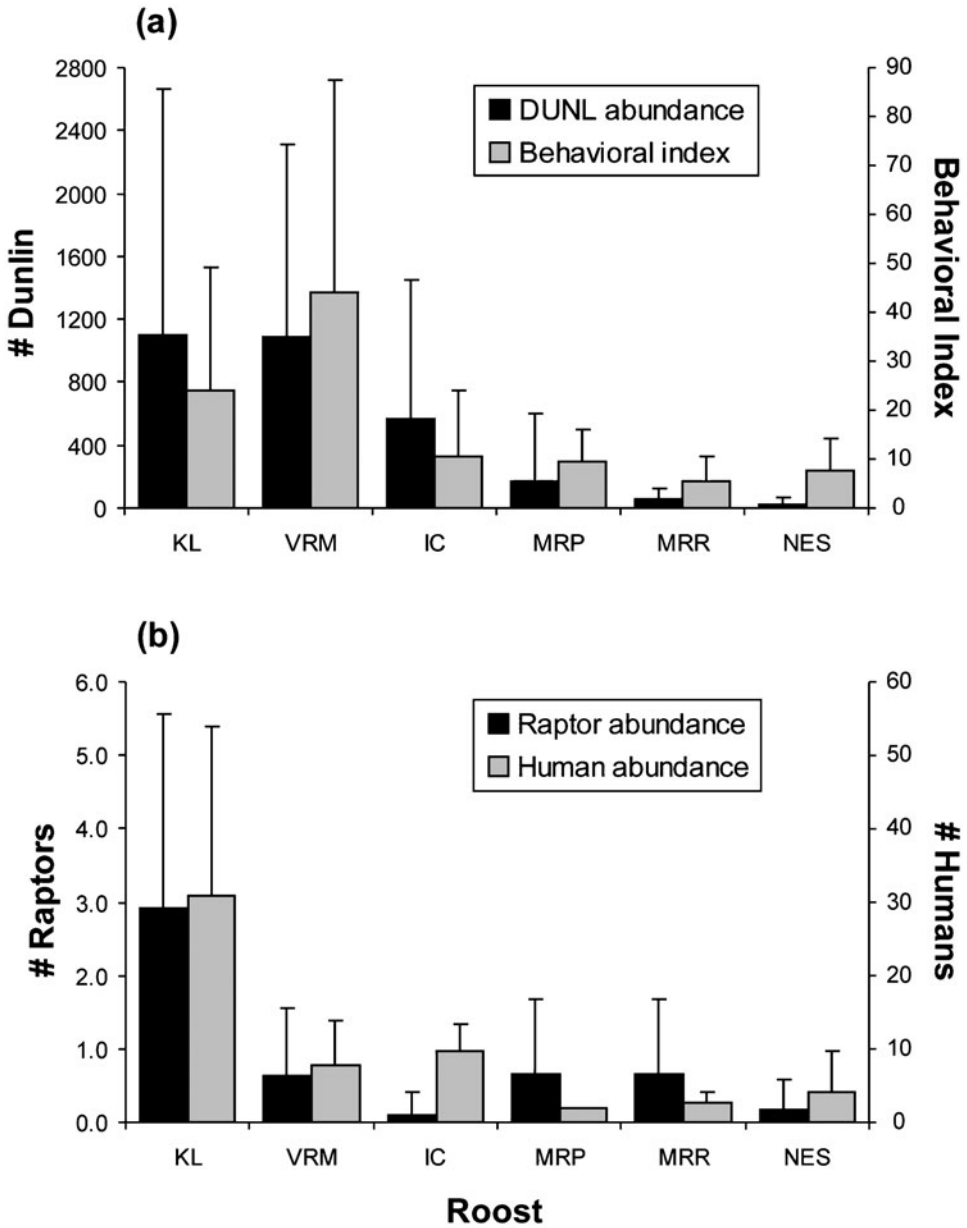 (a)
2800
2400
2000
1600
1200
800
400
0
# Dunlin
90
80
70
60
50
40
30
20
10
0
Behavioral Index
DUNL abundance
Behavioral index
KL VRM IC MRP MRR NES
(b)
6.0
5.0
4.0
3.0
2.0
1.0
0.0
# Raptors
60
50
40
30
20
10
0
# Humans
Raptor abundance
Human abundance
KL VRM IC MRP MRR NES
Roost